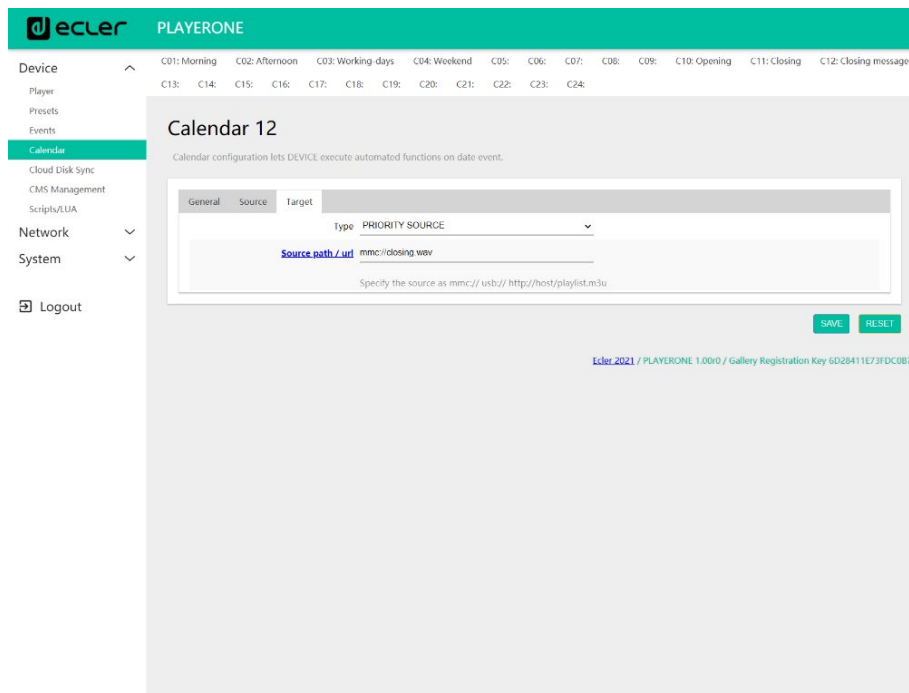 ecler PLAYERONE
Device
Player
Presets
Events
Calendar
Cloud Disk Sync
CMS Management
Scripts/LUA
Network
System
Logout
C01: Morning C02: Afternoon C03: Working-days C04: Weekend C05: C06: C07: C08: C09: C10: Opening C11: Closing C12: Closing message
C13: C14: C15: C16: C17: C18: C19: C20: C21: C22: C23: C24:
Calendar 12
Calendar configuration lets DEVICE execute automated functions on date event.
General Source Target
Type PRIORITY SOURCE
Source path / url mmc://closing.wav
Specify the source as mmc:// usb:// http://host/playlist.m3u
SAVE RESET
Ecler 2021 / PLAYERONE 1.00r0 / Gallery Registration Key